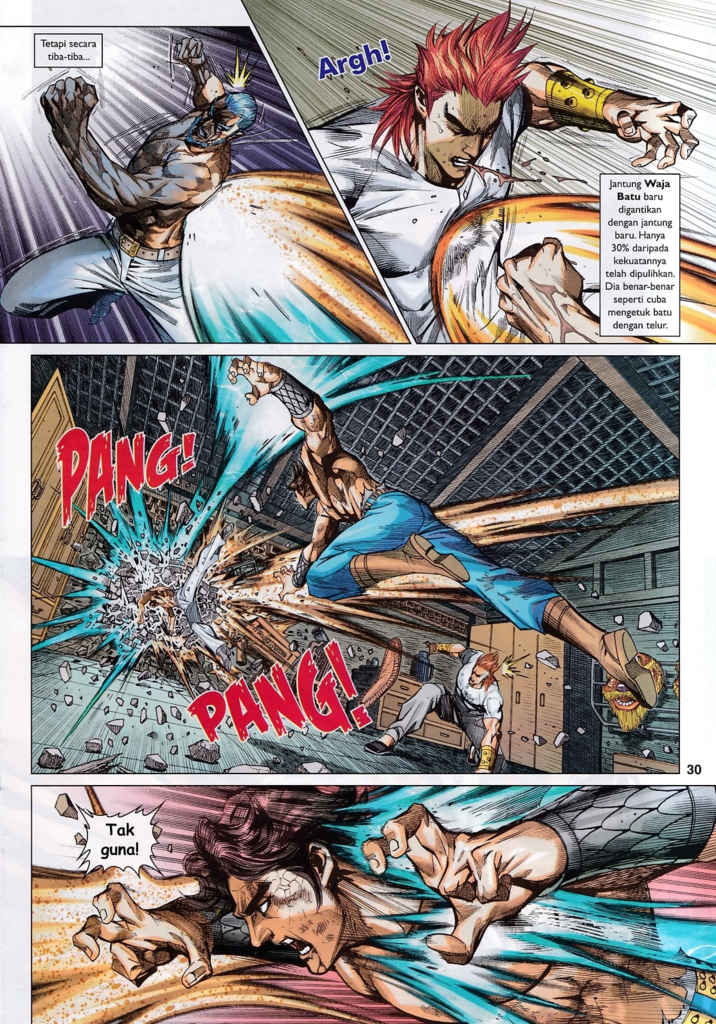 Tetapi secara
tiba-tiba...
Argh!
Jantung Waja
Batu baru
digantikan
dengan jantung
baru. Hanya
30% daripada
kekuatannya
telah dipulihkan.
Dia benar-benar
seperti cuba
mengetuk batu
dengan telur.
PANG!
PANG!
30
Tak
guna!